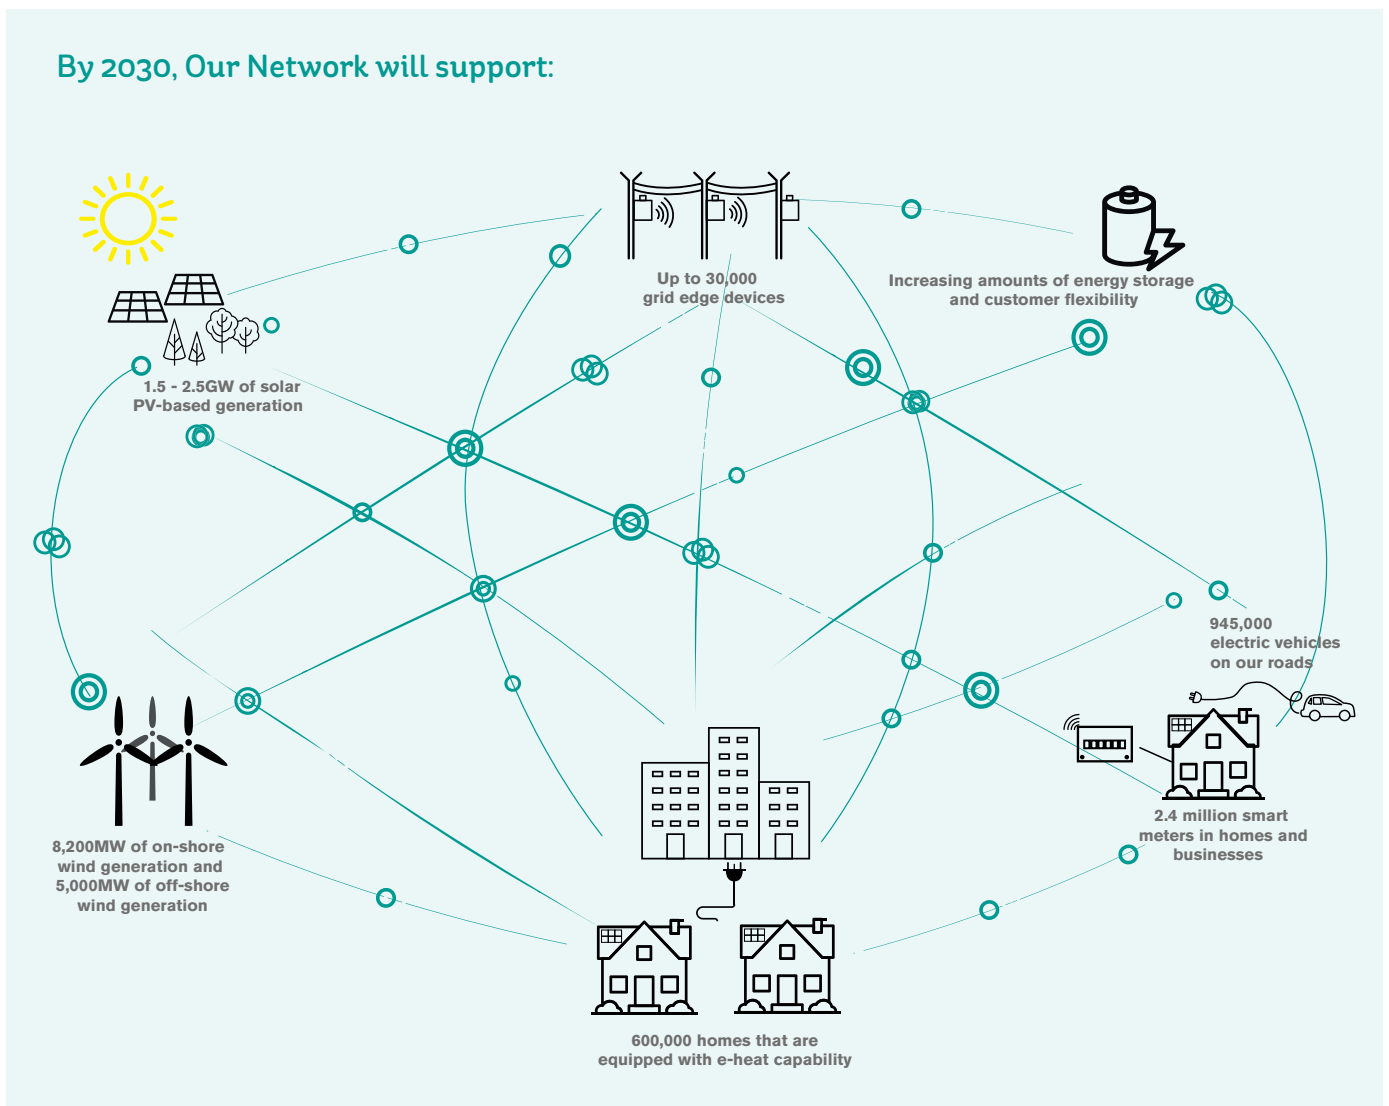 By 2030, Our Network will support:
Up to 30,000
grid edge devices
Increasing amounts of energy storage
and customer flexibility
1.5 - 2.5GW of solar
PV-based generation
945,000
electric vehicles
on our roads
8,200MW of on-shore
wind generation and
5,000MW of off-shore
wind generation
2.4 million smart
meters in homes and
businesses
600,000 homes that are
equipped with e-heat capability